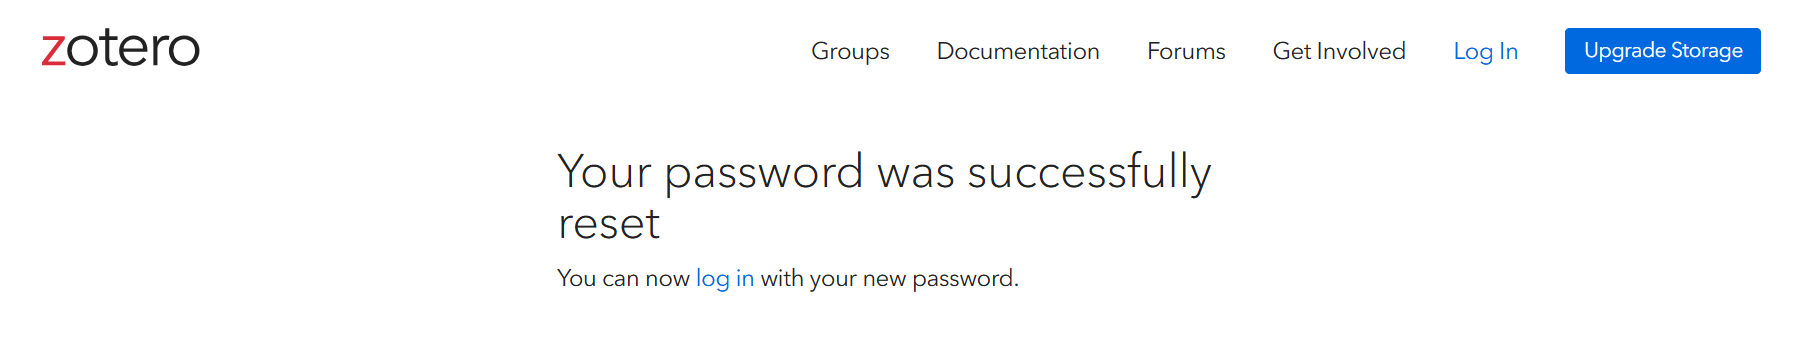 zotero
Groups Documentation Forums Get Involved Log In Upgrade Storage
Your password was successfully
reset
You can now log in with your new password.